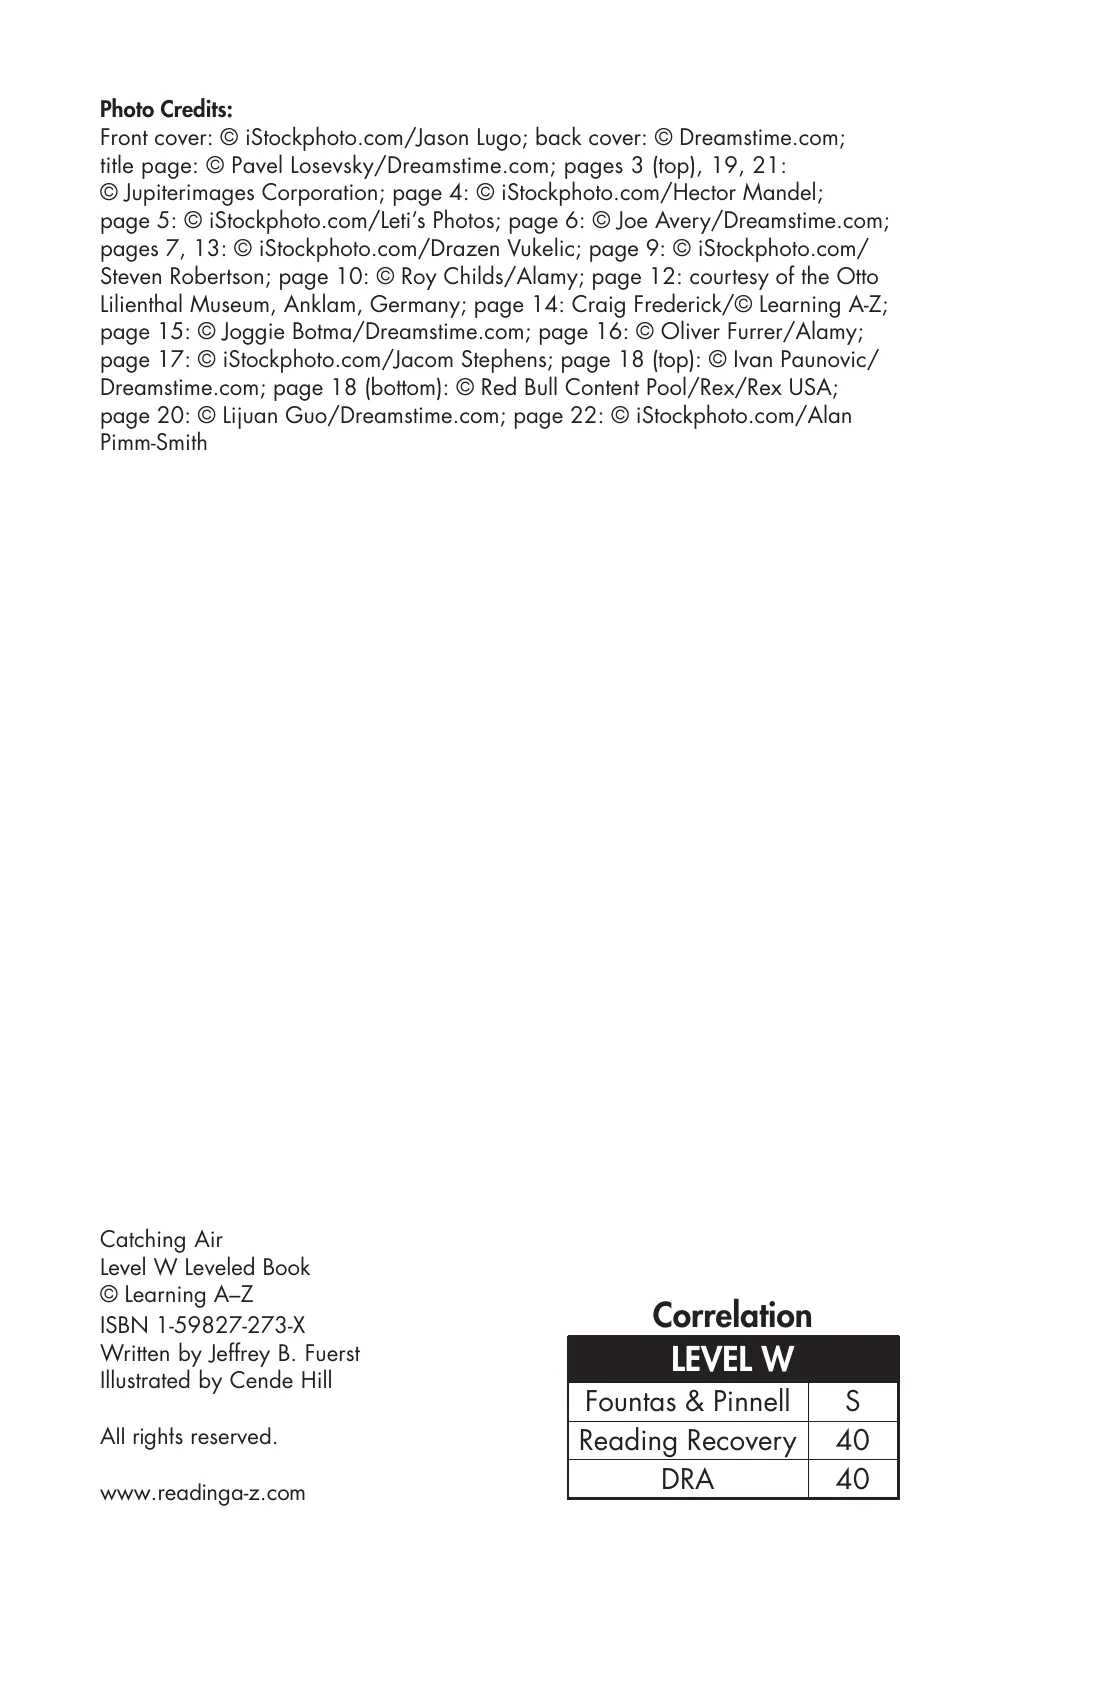 Photo Credits:
Front cover: © iStockphoto.com/Jason Lugo; back cover: © Dreamstime.com;
title page: © Pavel Losevsky/Dreamstime.com; pages 3 (top), 19, 21:
© Jupiterimages Corporation; page 4: © iStockphoto.com/Hector Mandel;
page 5: © iStockphoto.com/Leti’s Photos; page 6: © Joe Avery/Dreamstime.com;
pages 7, 13: © iStockphoto.com/Drazen Vukelic; page 9: © iStockphoto.com/
Steven Robertson; page 10: © Roy Childs/Alamy; page 12: courtesy of the Otto
Lilienthal Museum, Anklam, Germany; page 14: Craig Frederick/© Learning A-Z;
page 15: © Joggie Botma/Dreamstime.com; page 16: © Oliver Furrer/Alamy;
page 17: © iStockphoto.com/Jacom Stephens; page 18 (top): © Ivan Paunovic/
Dreamstime.com; page 18 (bottom): © Red Bull Content Pool/Rex/Rex USA;
page 20: © Lijuan Guo/Dreamstime.com; page 22: © iStockphoto.com/Alan
Pimm-Smith
Catching Air
Level W Leveled Book
© Learning A–Z
ISBN 1-59827-273-X
Written by Jeffrey B. Fuerst
Illustrated by Cende Hill
All rights reserved.
www.readinga-z.com
Correlation
LEVEL W
Fountas & Pinnell S
Reading Recovery 40
DRA 40